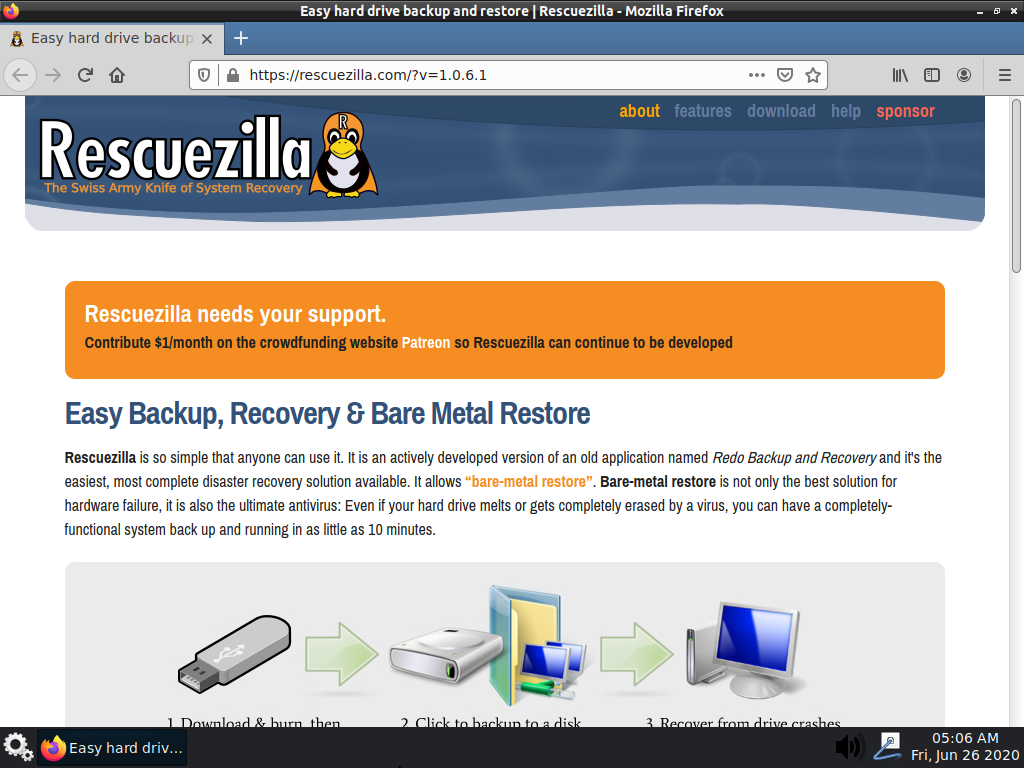 Easy hard drive backup and restore | Rescuezilla - Mozilla Firefox
Easy hard drive backup
https://rescuezilla.com/?v=1.0.6.1
about features download help sponsor
R
Rescuezilla
The Swiss Army Knife of System Recovery
Rescuezilla needs your support.
Contribute $1/month on the crowdfunding website Patreon so Rescuezilla can continue to be developed
Easy Backup, Recovery & Bare Metal Restore
Rescuezilla is so simple that anyone can use it. It is an actively developed version of an old application named Redo Backup and Recovery and it's the
easiest, most complete disaster recovery solution available. It allows “bare-metal restore”. Bare-metal restore is not only the best solution for
hardware failure, it is also the ultimate antivirus: Even if your hard drive melts or gets completely erased by a virus, you can have a completely-
functional system back up and running in as little as 10 minutes.
1. Download & burn, then 2. Click to backup to a disk 3. Recover from drive crashes
Easy hard driv...
05:06 AM
Fri, Jun 26 2020